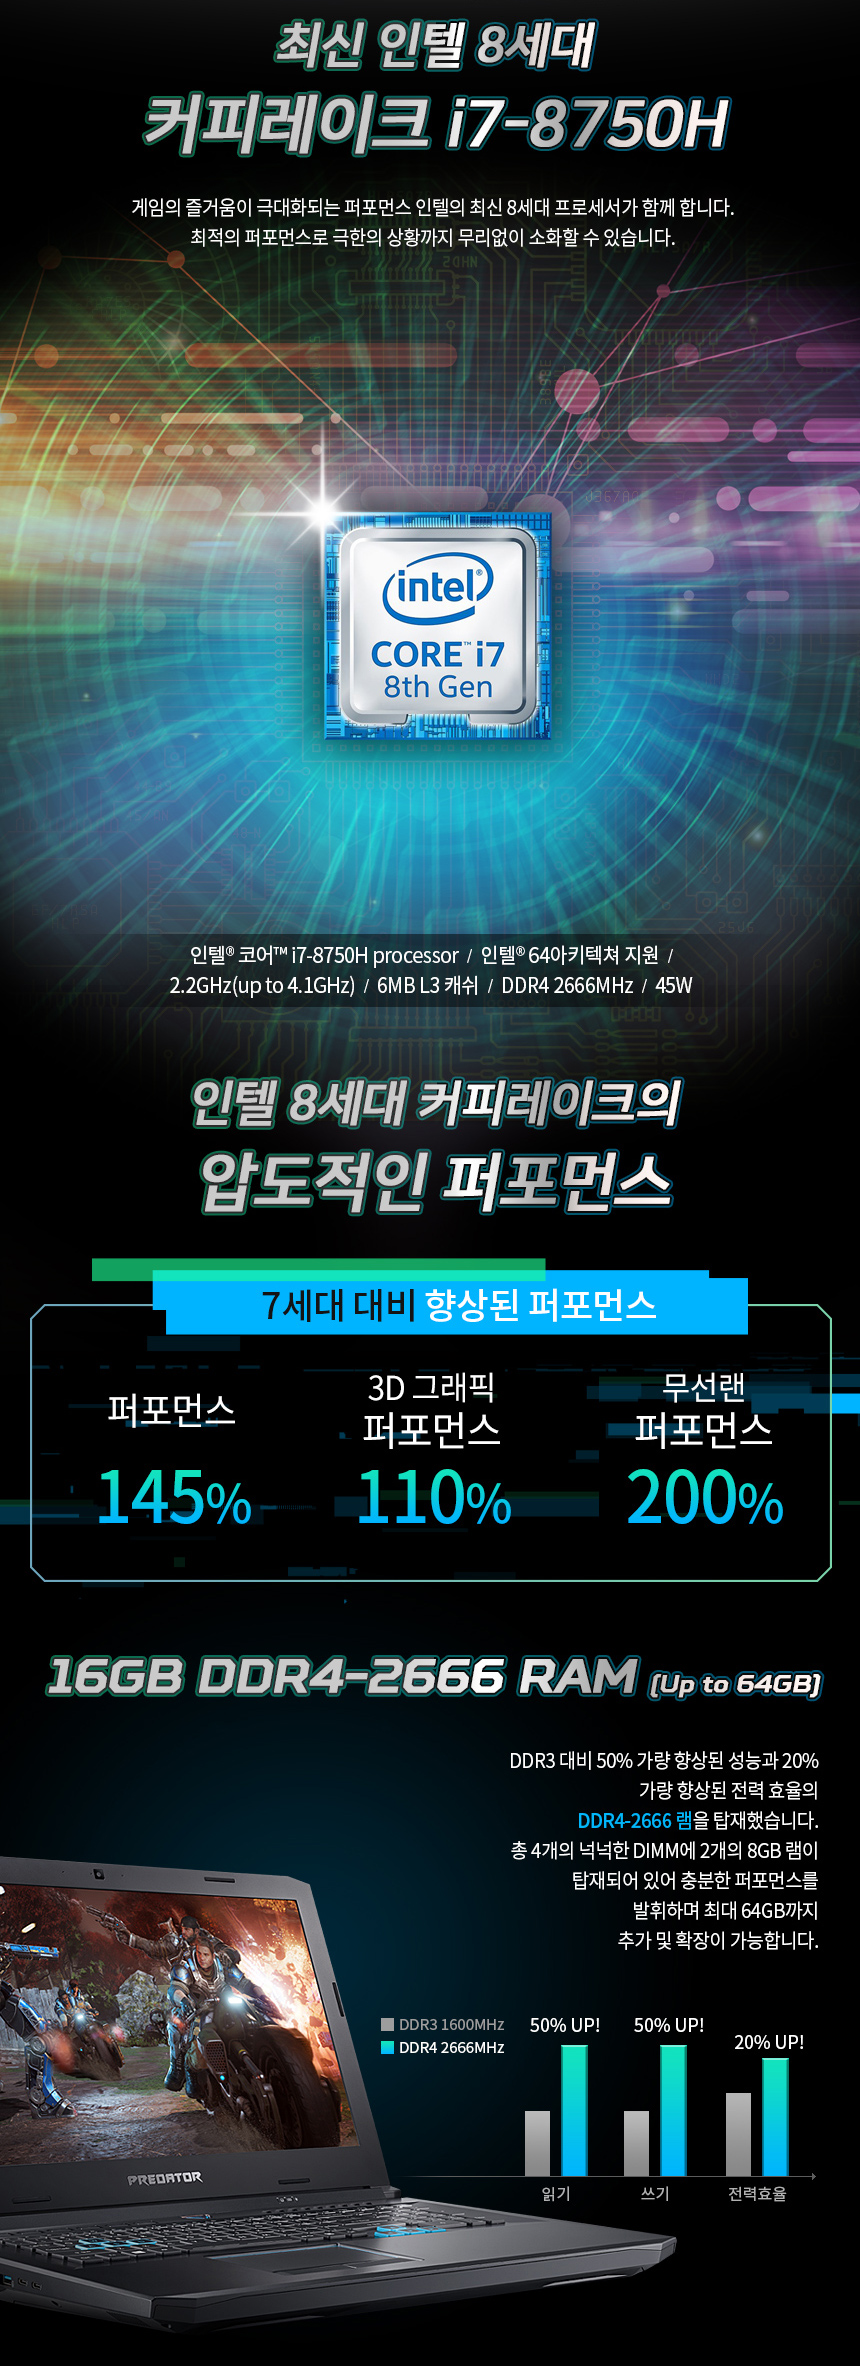 최신 인텔 8세대
커피레이크 i7-8750H
게임의 즐거움이 극대화되는 퍼포먼스 인텔의 최신 8세대 프로세서가 함께 합니다.
최적의 퍼포먼스로 극한의 상황까지 무리없이 소화할 수 있습니다.
intel®
CORE™ i7
8th Gen
인텔® 코어™ i7-8750H processor / 인텔® 64아키텍쳐 지원 /
2.2GHz(up to 4.1GHz) / 6MB L3 캐쉬 / DDR4 2666MHz / 45W
인텔 8세대 커피레이크의
압도적인 퍼포먼스
7세대 대비 향상된 퍼포먼스
퍼포먼스
145%
3D 그래픽
퍼포먼스
110%
무선랜
퍼포먼스
200%
16GB DDR4-2666 RAM (Up to 64GB)
DDR3 대비 50% 가량 향상된 성능과 20%
가량 향상된 전력 효율의
DDR4-2666 램을 탑재했습니다.
총 4개의 넉넉한 DIMM에 2개의 8GB 램이
탑재되어 있어 충분한 퍼포먼스를
발휘하며 최대 64GB까지
추가 및 확장이 가능합니다.
DDR3 1600MHz
DDR4 2666MHz
50% UP!
50% UP!
20% UP!
읽기
쓰기
전력효율
PREDATOR